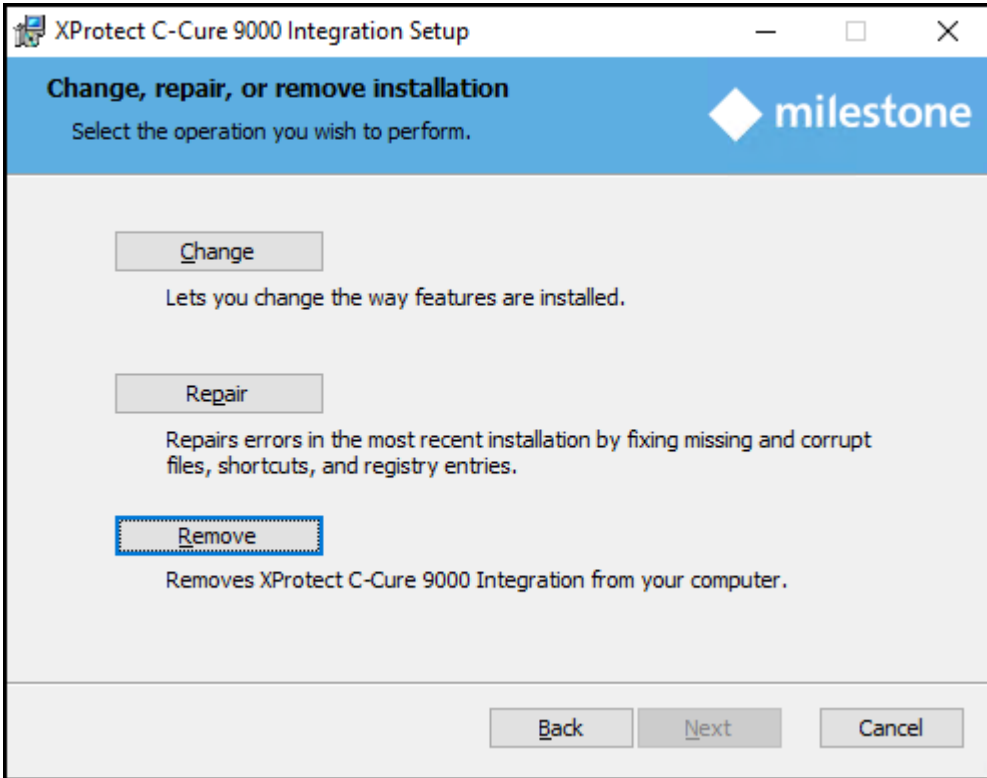 XProtect C-Cure 9000 Integration Setup
Change, repair, or remove installation
Select the operation you wish to perform.
milestone
Change
Lets you change the way features are installed.
Repair
Repairs errors in the most recent installation by fixing missing and corrupt
files, shortcuts, and registry entries.
Remove
Removes XProtect C-Cure 9000 Integration from your computer.
Back Next Cancel